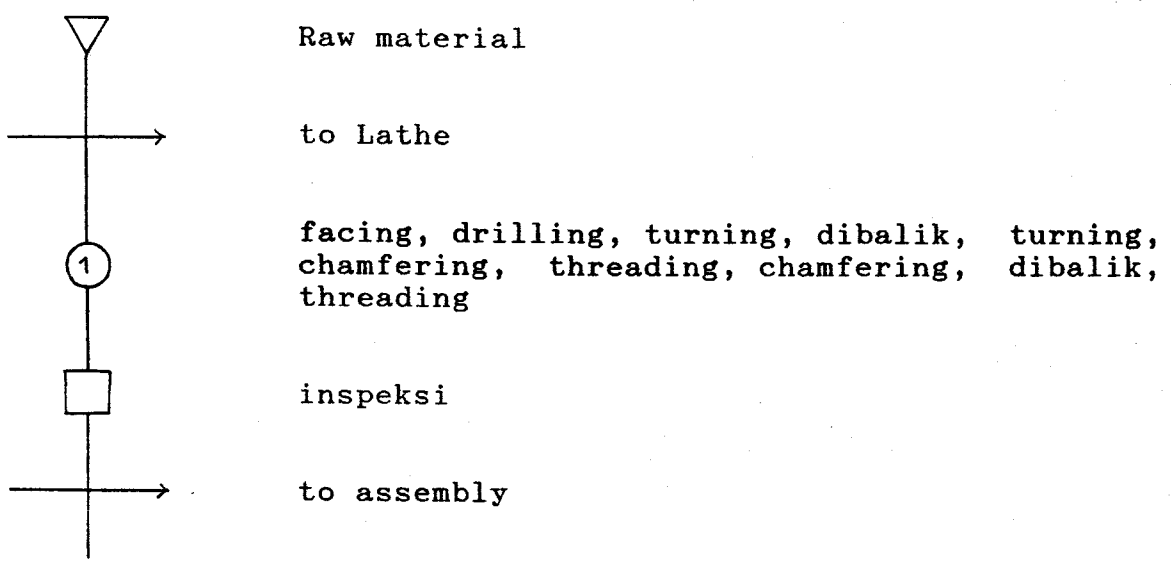 Raw material
to Lathe
facing, drilling, turning, dibalik, turning,
1
chamfering, threading, chamfering, dibalik,
threading
inspeksi
to assembly